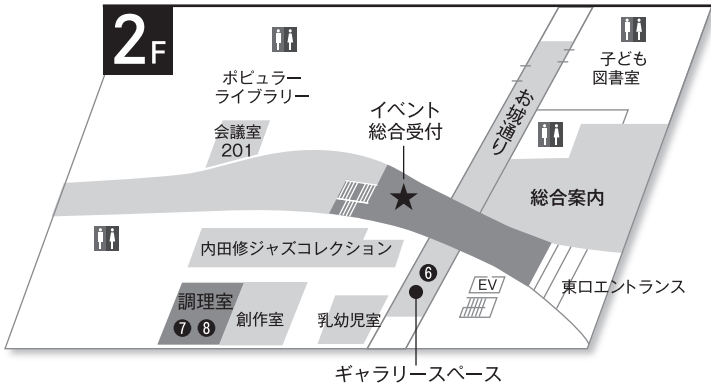 2F
ポピュラー
ライブラリー
会議室
201
イベント
総合受付
お城通り
子ども
図書室
総合案内
内田修ジャズコレクション
❻
EV
東口エントランス
調理室
❼ ❽
創作室
乳幼児室
ギャラリースペース